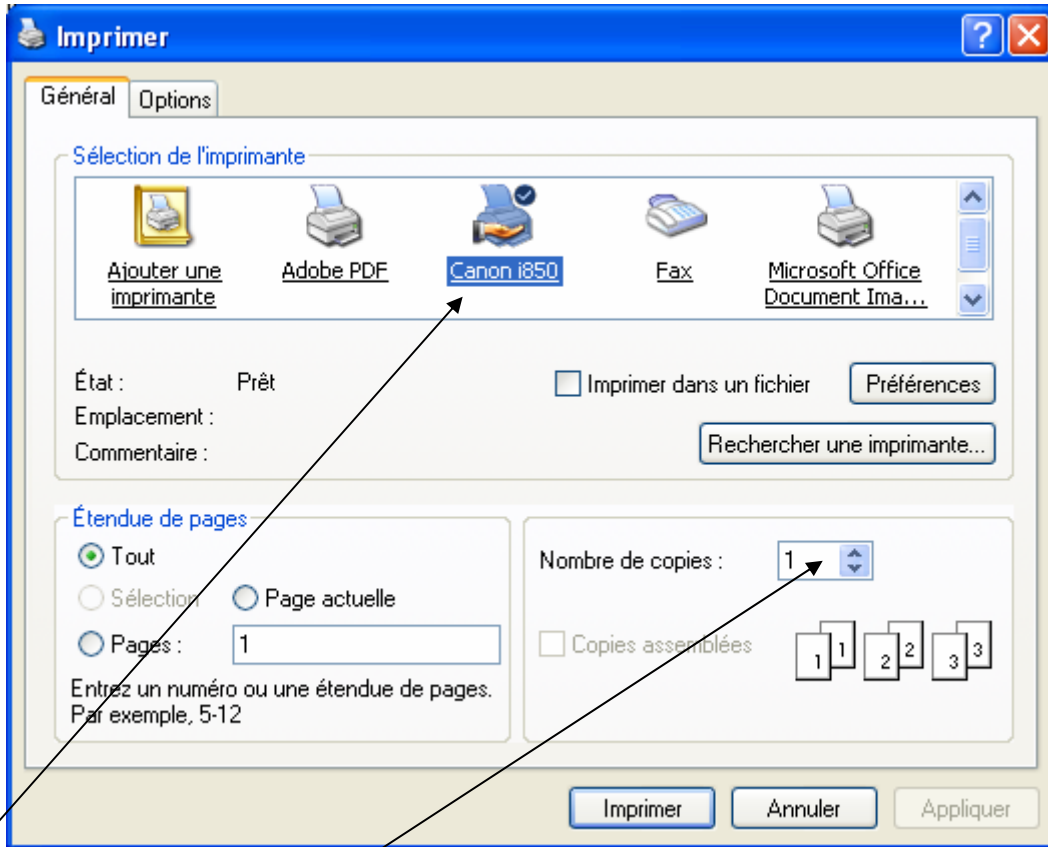 Imprimer
Général Options
Sélection de l'imprimante
Ajouter une imprimante
Adobe PDF
Canon i850
Fax
Microsoft Office Document Ima...
État : Prêt
Imprimer dans un fichier
Préférences
Emplacement :
Commentaire :
Rechercher une imprimante...
Étendue de pages
Tout
Sélection
Page actuelle
Pages : 1
Entrez un numéro ou une étendue de pages.
Par exemple, 5-12
Nombre de copies : 1
Copies assemblées
1 1 2 2 3 3
Imprimer Annuler Appliquer